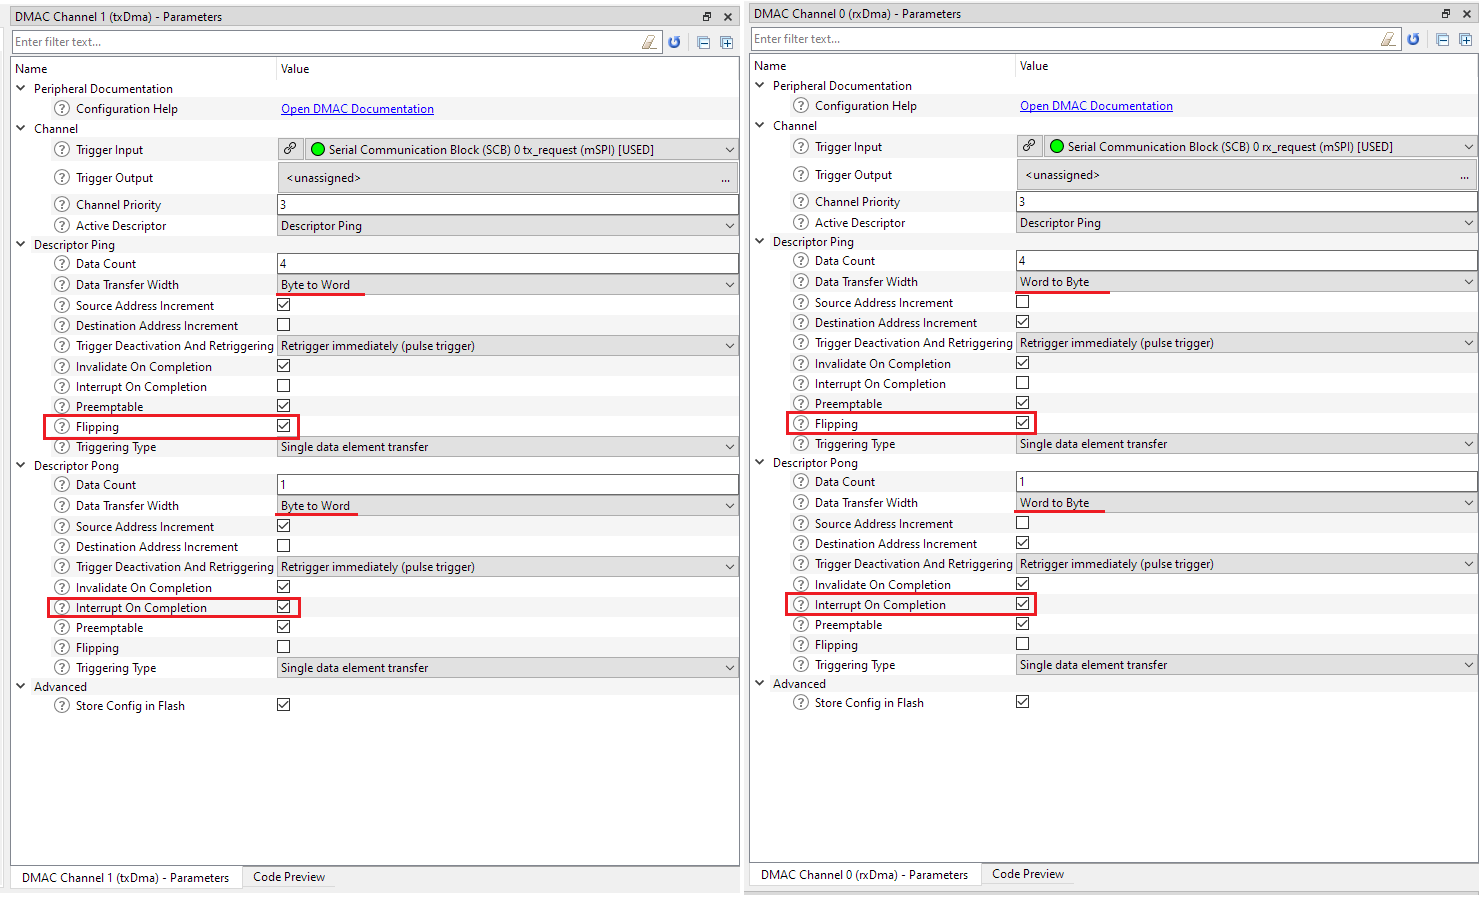 DMAC Channel 1 (txDma) - Parameters
Enter filter text...
Name Value
Peripheral Documentation
? Configuration Help Open DMAC Documentation
Channel
? Trigger Input Serial Communication Block (SCB) 0 tx_request (mSPI) [USED]
? Trigger Output <unassigned> ...
? Channel Priority 3
? Active Descriptor Descriptor Ping
Descriptor Ping
? Data Count 4
? Data Transfer Width Byte to Word
? Source Address Increment
? Destination Address Increment
? Trigger Deactivation And Retriggering Retrigger immediately (pulse trigger)
? Invalidate On Completion
? Interrupt On Completion
? Preemptable
? Flipping
? Triggering Type Single data element transfer
Descriptor Pong
? Data Count 1
? Data Transfer Width Byte to Word
? Source Address Increment
? Destination Address Increment
? Trigger Deactivation And Retriggering Retrigger immediately (pulse trigger)
? Invalidate On Completion
? Interrupt On Completion
? Preemptable
? Flipping
? Triggering Type Single data element transfer
Advanced
? Store Config in Flash
DMAC Channel 1 (txDma) - Parameters Code Preview
DMAC Channel 0 (rxDma) - Parameters
Enter filter text...
Name Value
Peripheral Documentation
? Configuration Help Open DMAC Documentation
Channel
? Trigger Input Serial Communication Block (SCB) 0 rx_request (mSPI) [USED]
? Trigger Output <unassigned> ...
? Channel Priority 3
? Active Descriptor Descriptor Ping
Descriptor Ping
? Data Count 4
? Data Transfer Width Word to Byte
? Source Address Increment
? Destination Address Increment
? Trigger Deactivation And Retriggering Retrigger immediately (pulse trigger)
? Invalidate On Completion
? Interrupt On Completion
? Preemptable
? Flipping
? Triggering Type Single data element transfer
Descriptor Pong
? Data Count 1
? Data Transfer Width Word to Byte
? Source Address Increment
? Destination Address Increment
? Trigger Deactivation And Retriggering Retrigger immediately (pulse trigger)
? Invalidate On Completion
? Interrupt On Completion
? Preemptable
? Flipping
? Triggering Type Single data element transfer
Advanced
? Store Config in Flash
DMAC Channel 0 (rxDma) - Parameters Code Preview